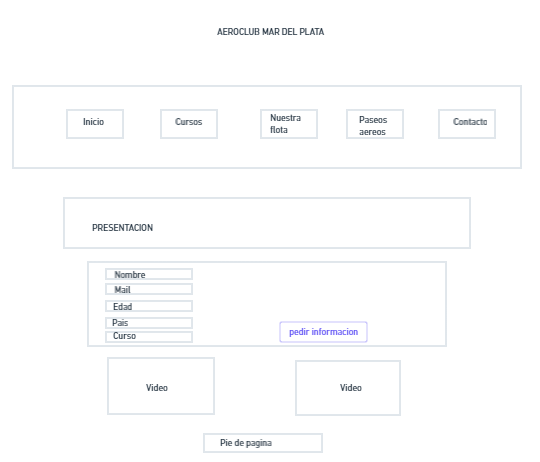 AEROCLUB MAR DEL PLATA
Inicio
Cursos
Nuestra
flota
Paseos
aereos
Contacto
PRESENTACION
Nombre
Mail
Edad
Pais
Curso
pedir informacion
Video
Video
Pie de pagina